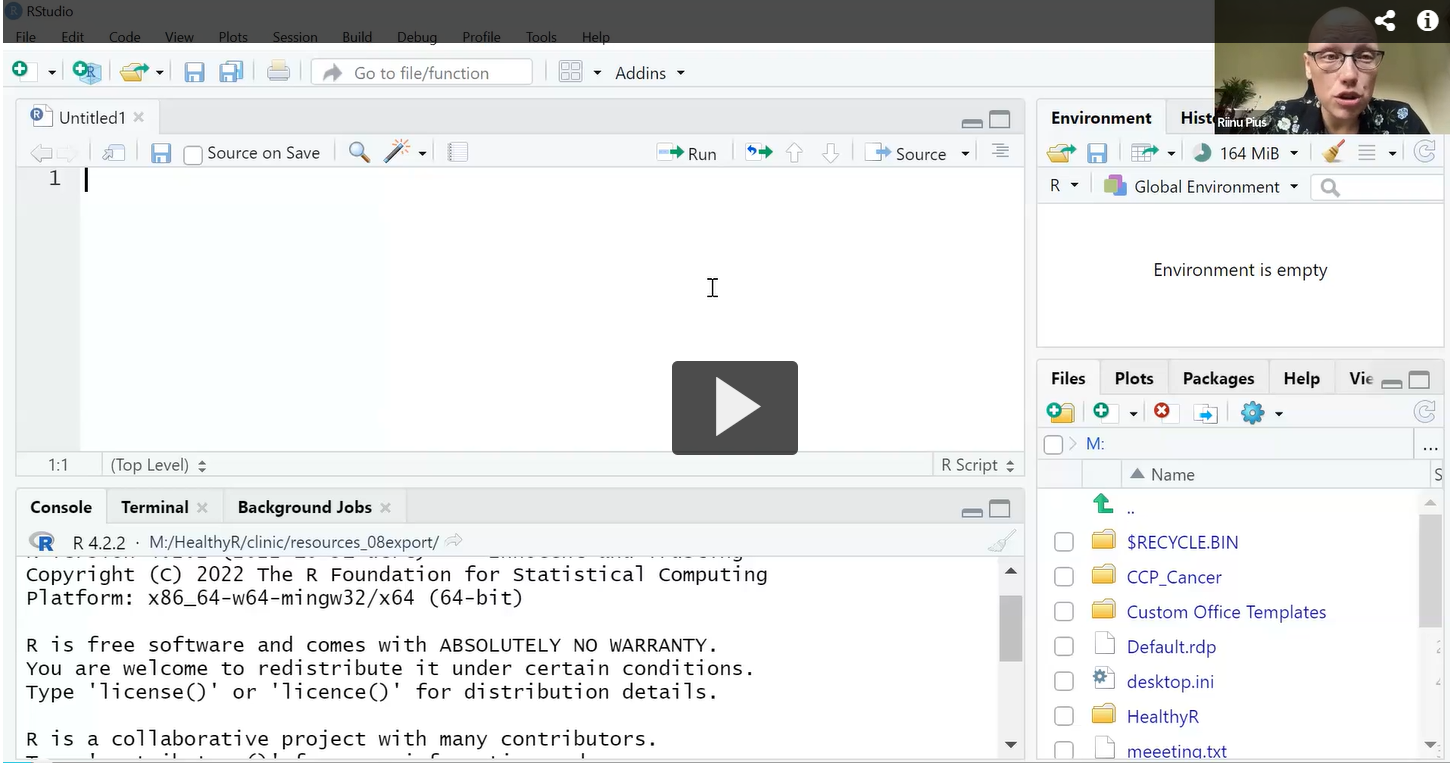 RStudio
File Edit Code View Plots Session Build Debug Profile Tools Help
Go to file/function Addins
Riinu Pius
Untitled1
Source on Save Run Source
1
1:1 (Top Level) R Script
Console Terminal Background Jobs
R 4.2.2 · M:/HealthyR/clinic/resources_08export/
Copyright (C) 2022 The R Foundation for Statistical Computing
Platform: x86_64-w64-mingw32/x64 (64-bit)
R is free software and comes with ABSOLUTELY NO WARRANTY.
You are welcome to redistribute it under certain conditions.
Type 'license()' or 'licence()' for distribution details.
R is a collaborative project with many contributors.
Environment Histo
164 MiB
R Global Environment
Environment is empty
Files Plots Packages Help Vie
M: ...
Name S
..
$RECYCLE.BIN
CCP_Cancer
Custom Office Templates
Default.rdp
desktop.ini
HealthyR
meeeting.txt